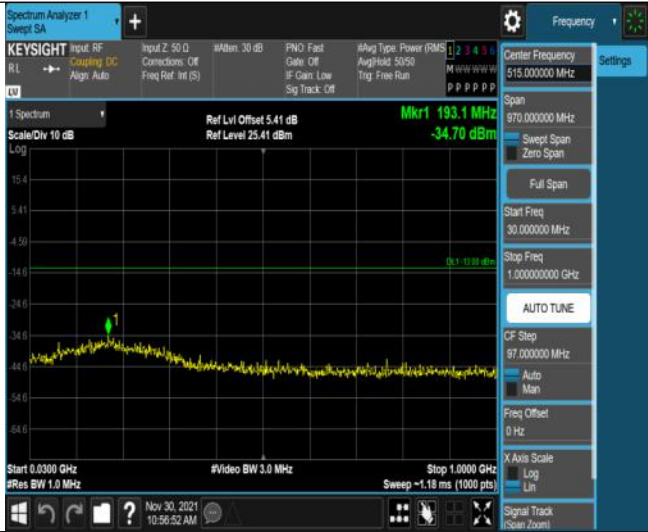 Spectrum Analyzer 1
Swept SA
+
Frequency
KEYSIGHT
RL
LV
Input: RF
Coupling: DC
Align: Auto
Input Z: 50 Ω
Corrections: Off
Freq Ref: Int (S)
#Atten: 30 dB
PNO: Fast
Gate: Off
IF Gain: Low
Sig Track: Off
#Avg Type: Power (RMS
Avg|Hold: 50/50
Trig: Free Run
1 2 3 4 5 6
M W W W W W
P P P P P P
1 Spectrum
Scale/Div 10 dB
Log
Ref Lvl Offset 5.41 dB
Ref Level 25.41 dBm
Mkr1 193.1 MHz
-34.70 dBm
15.4
5.41
-4.59
-14.6
-24.6
-34.6
-44.6
-54.6
-64.6
DL1 -13.00 dBm
1
Start 0.0300 GHz
#Res BW 1.0 MHz
#Video BW 3.0 MHz
Stop 1.0000 GHz
Sweep ~1.18 ms (1000 pts)
?
Nov 30, 2021
10:56:52 AM
Center Frequency
515.000000 MHz
Settings
Span
970.000000 MHz
Swept Span
Zero Span
Full Span
Start Freq
30.000000 MHz
Stop Freq
1.000000000 GHz
AUTO TUNE
CF Step
97.000000 MHz
Auto
Man
Freq Offset
0 Hz
X Axis Scale
Log
Lin
Signal Track
(Span Zoom)